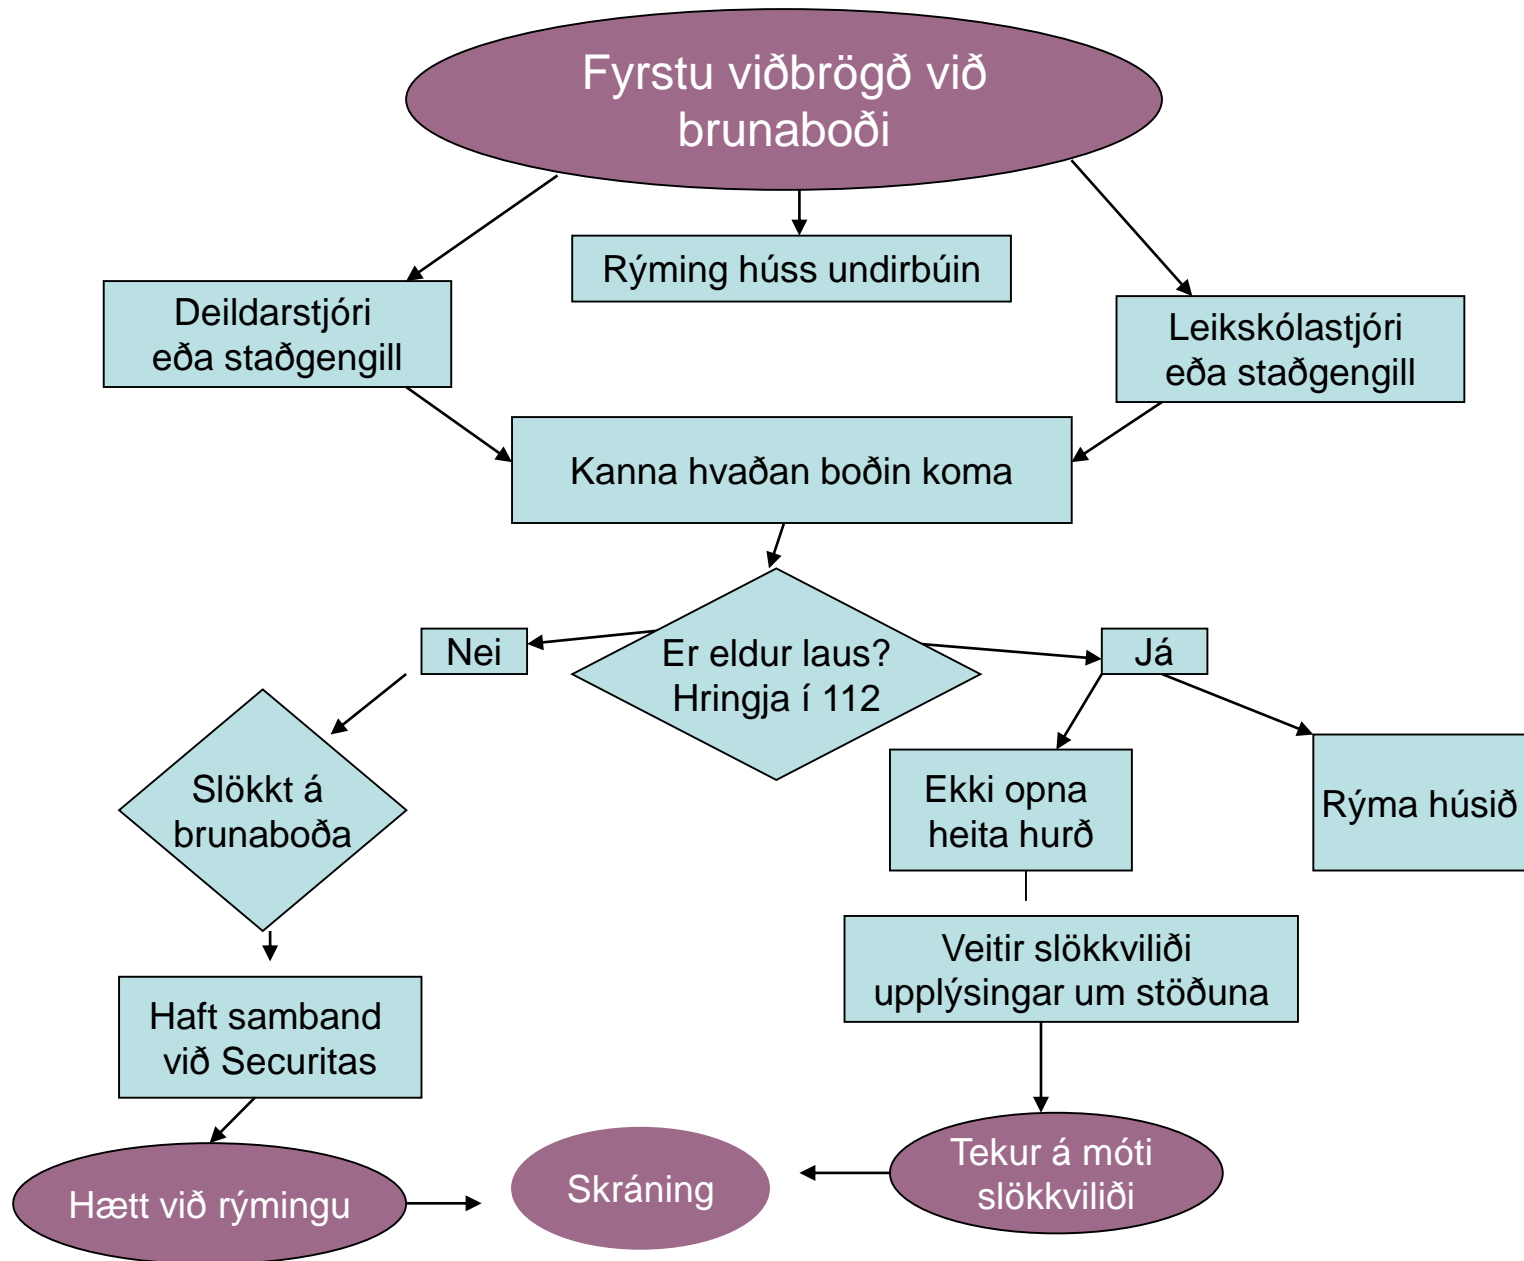 Fyrstu viðbrögð við
brunaboði
Rýming húss undirbúin
Deildarstjóri
eða staðgengill
Leikskólastjóri
eða staðgengill
Kanna hvaðan boðin koma
Nei
Er eldur laus?
Hringja í 112
Já
Slökkt á
brunaboða
Ekki opna
heita hurð
Rýma húsið
Veitir slökkviliði
upplýsingar um stöðuna
Haft samband
við Securitas
Hætt við rýmingu
Skráning
Tekur á móti
slökkviliði